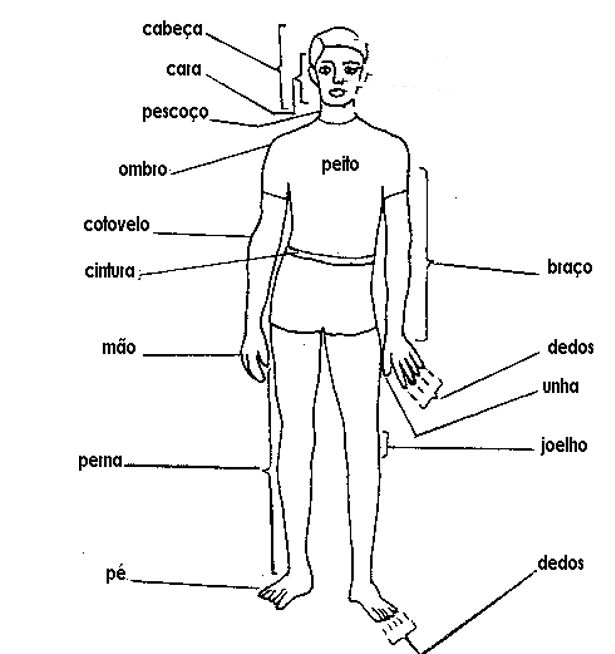 cabeça
cara
pescoço
ombro
peito
cotovelo
cintura
braço
mão
dedos
unha
joelho
perna
pé
dedos